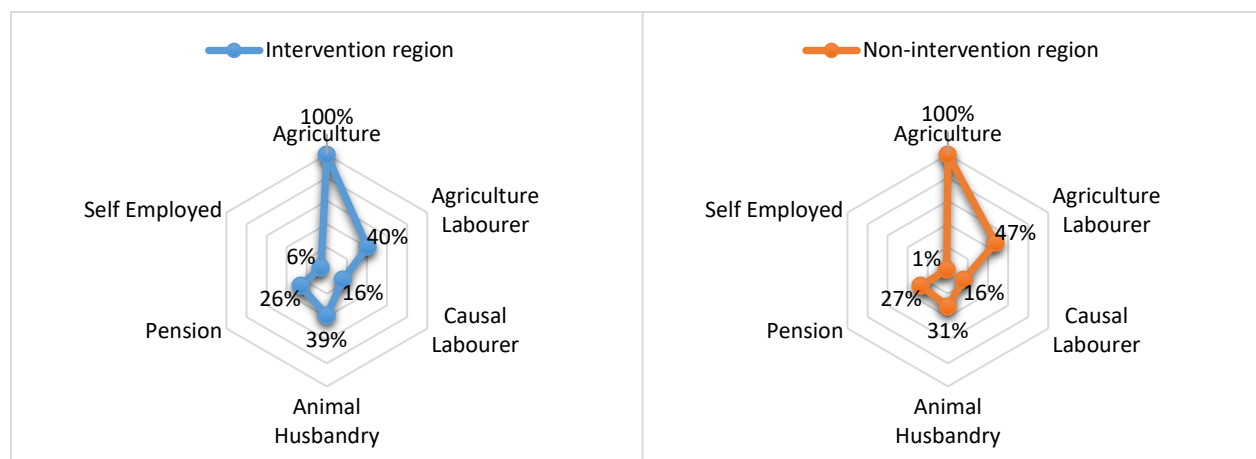 Intervention region
100%
Agriculture
Agriculture
Labourer
40%
Self Employed
6%
16%
26%
Causal
Labourer
Pension
39%
Animal
Husbandry
Non-intervention region
100%
Agriculture
Agriculture
Labourer
47%
Self Employed
1%
16%
27%
Causal
Labourer
Pension
31%
Animal
Husbandry